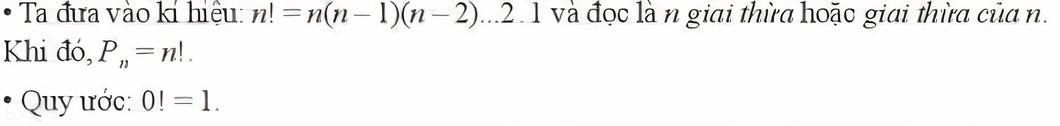 • Ta đưa vào kí hiệu: n! = n(n – 1)(n – 2)...2 . 1 và đọc là n giai thừa hoặc giai thừa của n.
Khi đó, Pₙ = n!.
• Quy ước: 0! = 1.